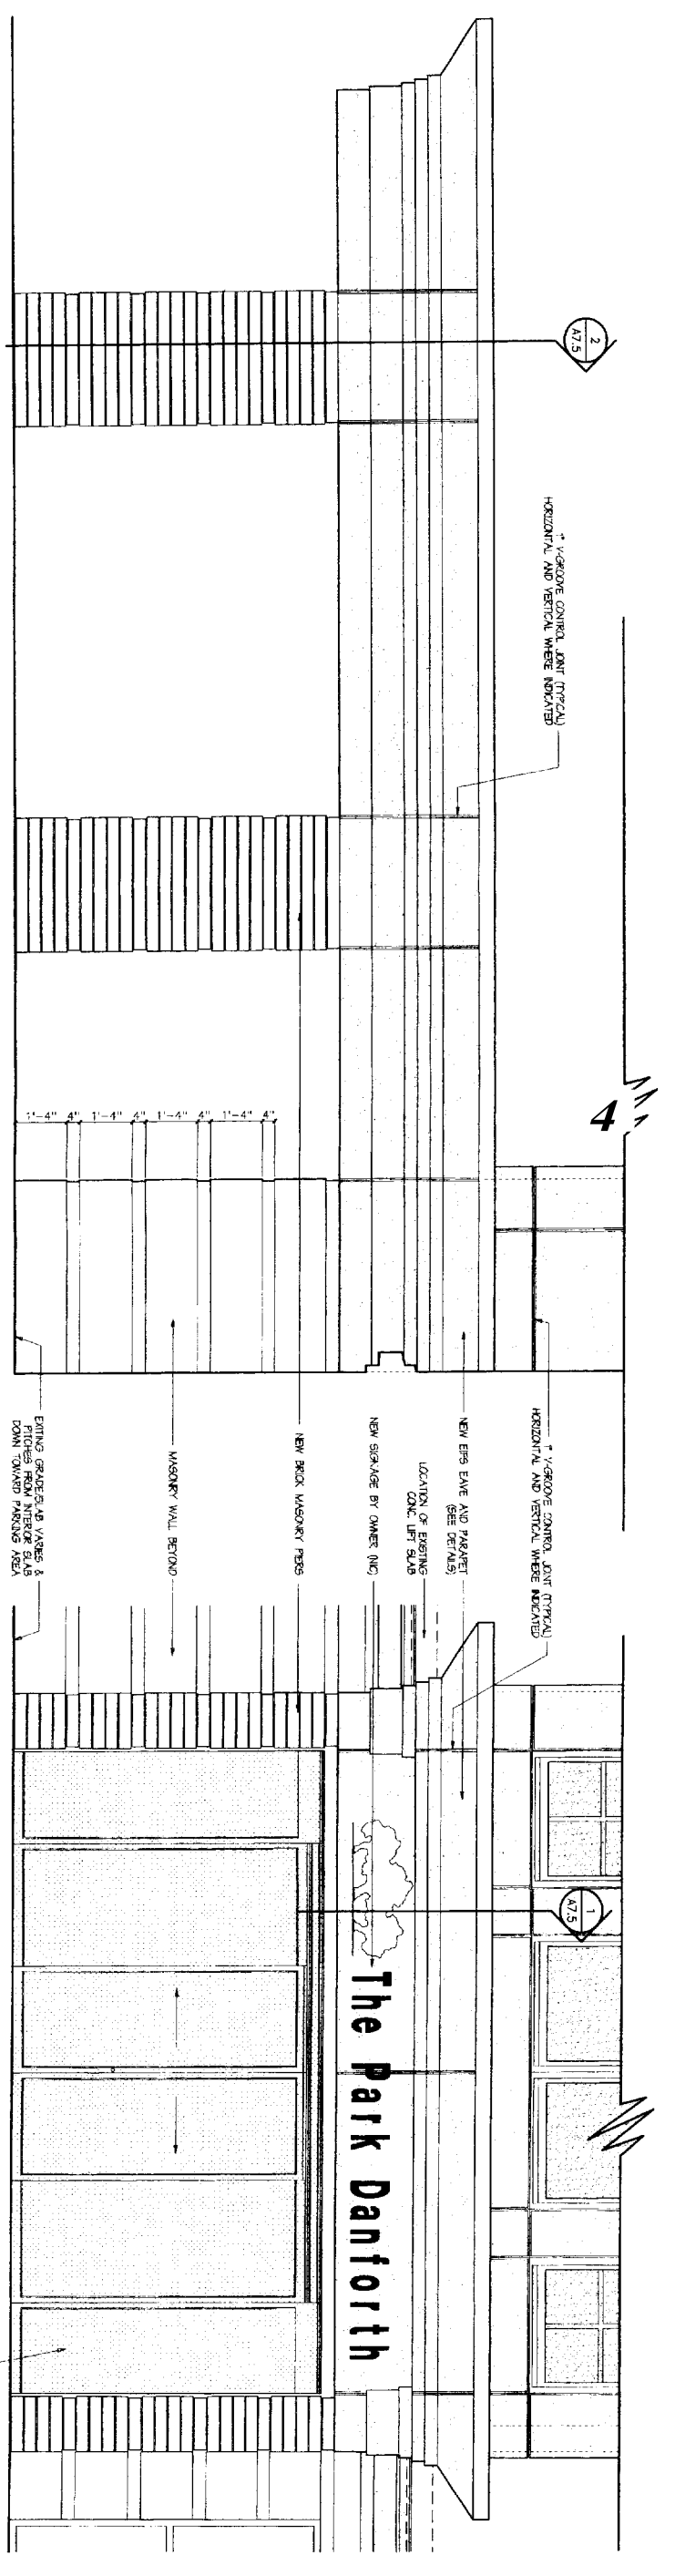 2
A7.5
1" V-GROOVE CONTROL JOINT (TYPICAL)
HORIZONTAL AND VERTICAL WHERE INDICATED
4
1'-4" 4" 1'-4" 4" 1'-4" 4" 1'-4" 4"
1" V-GROOVE CONTROL JOINT (TYPICAL)
HORIZONTAL AND VERTICAL WHERE INDICATED
NEW EIFS EAVE AND PARAPET
(SEE DETAILS)
LOCATION OF EXISTING
CONC. LIFT SLAB
NEW SIGNAGE BY OWNER (NIC)
NEW BRICK MASONRY PIERS
MASONRY WALL BEYOND
EXITING GRADE/SLAB VARIES &
PITCHES FROM INTERIOR SLAB
DOWN TOWARD PARKING AREA
1
A7.5
The Park Danforth